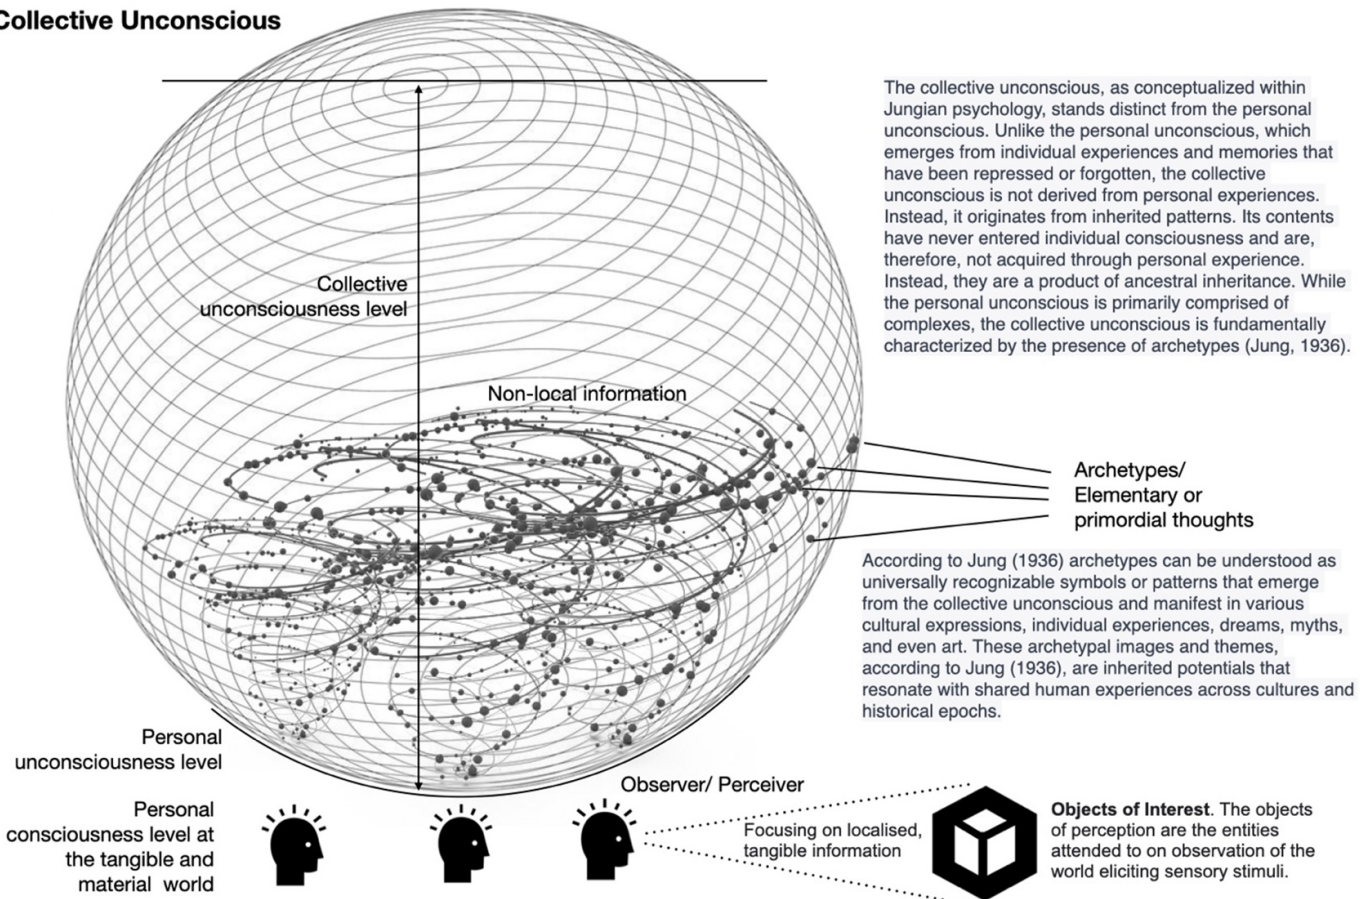 Collective Unconscious
The collective unconscious, as conceptualized within
Jungian psychology, stands distinct from the personal
unconscious. Unlike the personal unconscious, which
emerges from individual experiences and memories that
have been repressed or forgotten, the collective
unconscious is not derived from personal experiences.
Instead, it originates from inherited patterns. Its contents
have never entered individual consciousness and are,
therefore, not acquired through personal experience.
Instead, they are a product of ancestral inheritance. While
the personal unconscious is primarily comprised of
complexes, the collective unconscious is fundamentally
characterized by the presence of archetypes (Jung, 1936).
Collective
unconsciousness level
Non-local information
Archetypes/
Elementary or
primordial thoughts
According to Jung (1936) archetypes can be understood as
universally recognizable symbols or patterns that emerge
from the collective unconscious and manifest in various
cultural expressions, individual experiences, dreams, myths,
and even art. These archetypal images and themes,
according to Jung (1936), are inherited potentials that
resonate with shared human experiences across cultures and
historical epochs.
Personal
unconsciousness level
Observer/ Perceiver
Personal
consciousness level at
the tangible and
material world
Focusing on localised,
tangible information
Objects of Interest. The objects
of perception are the entities
attended to on observation of the
world eliciting sensory stimuli.